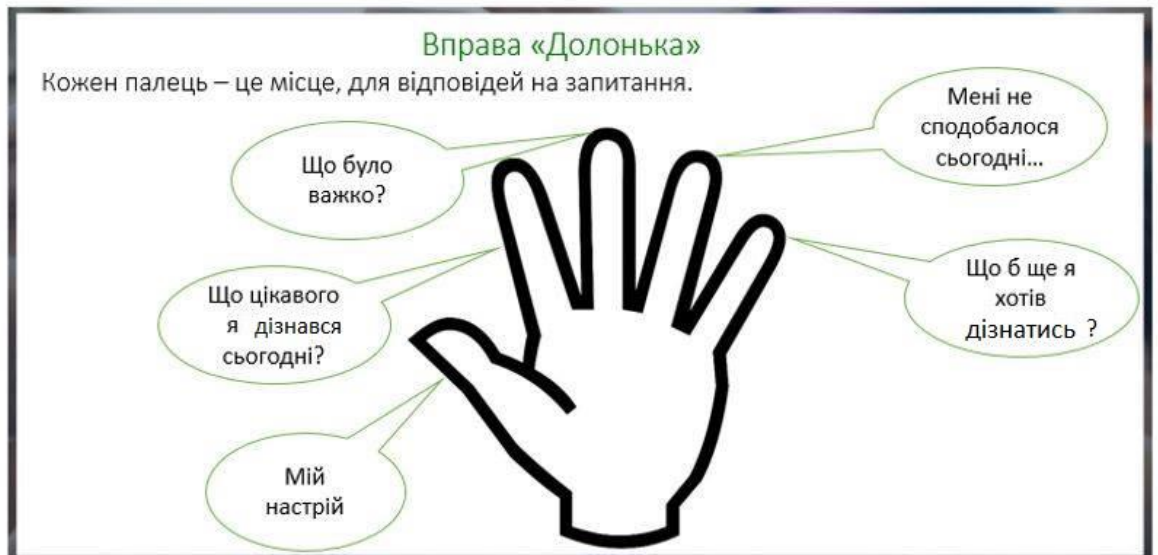 Вправа «Долонька»
Кожен палець – це місце, для відповідей на запитання.
Мені не
сподобалося
сьогодні...
Що було
важко?
Що б ще я
хотів
дізнатись ?
Що цікавого
я дізнався
сьогодні?
Мій
настрій